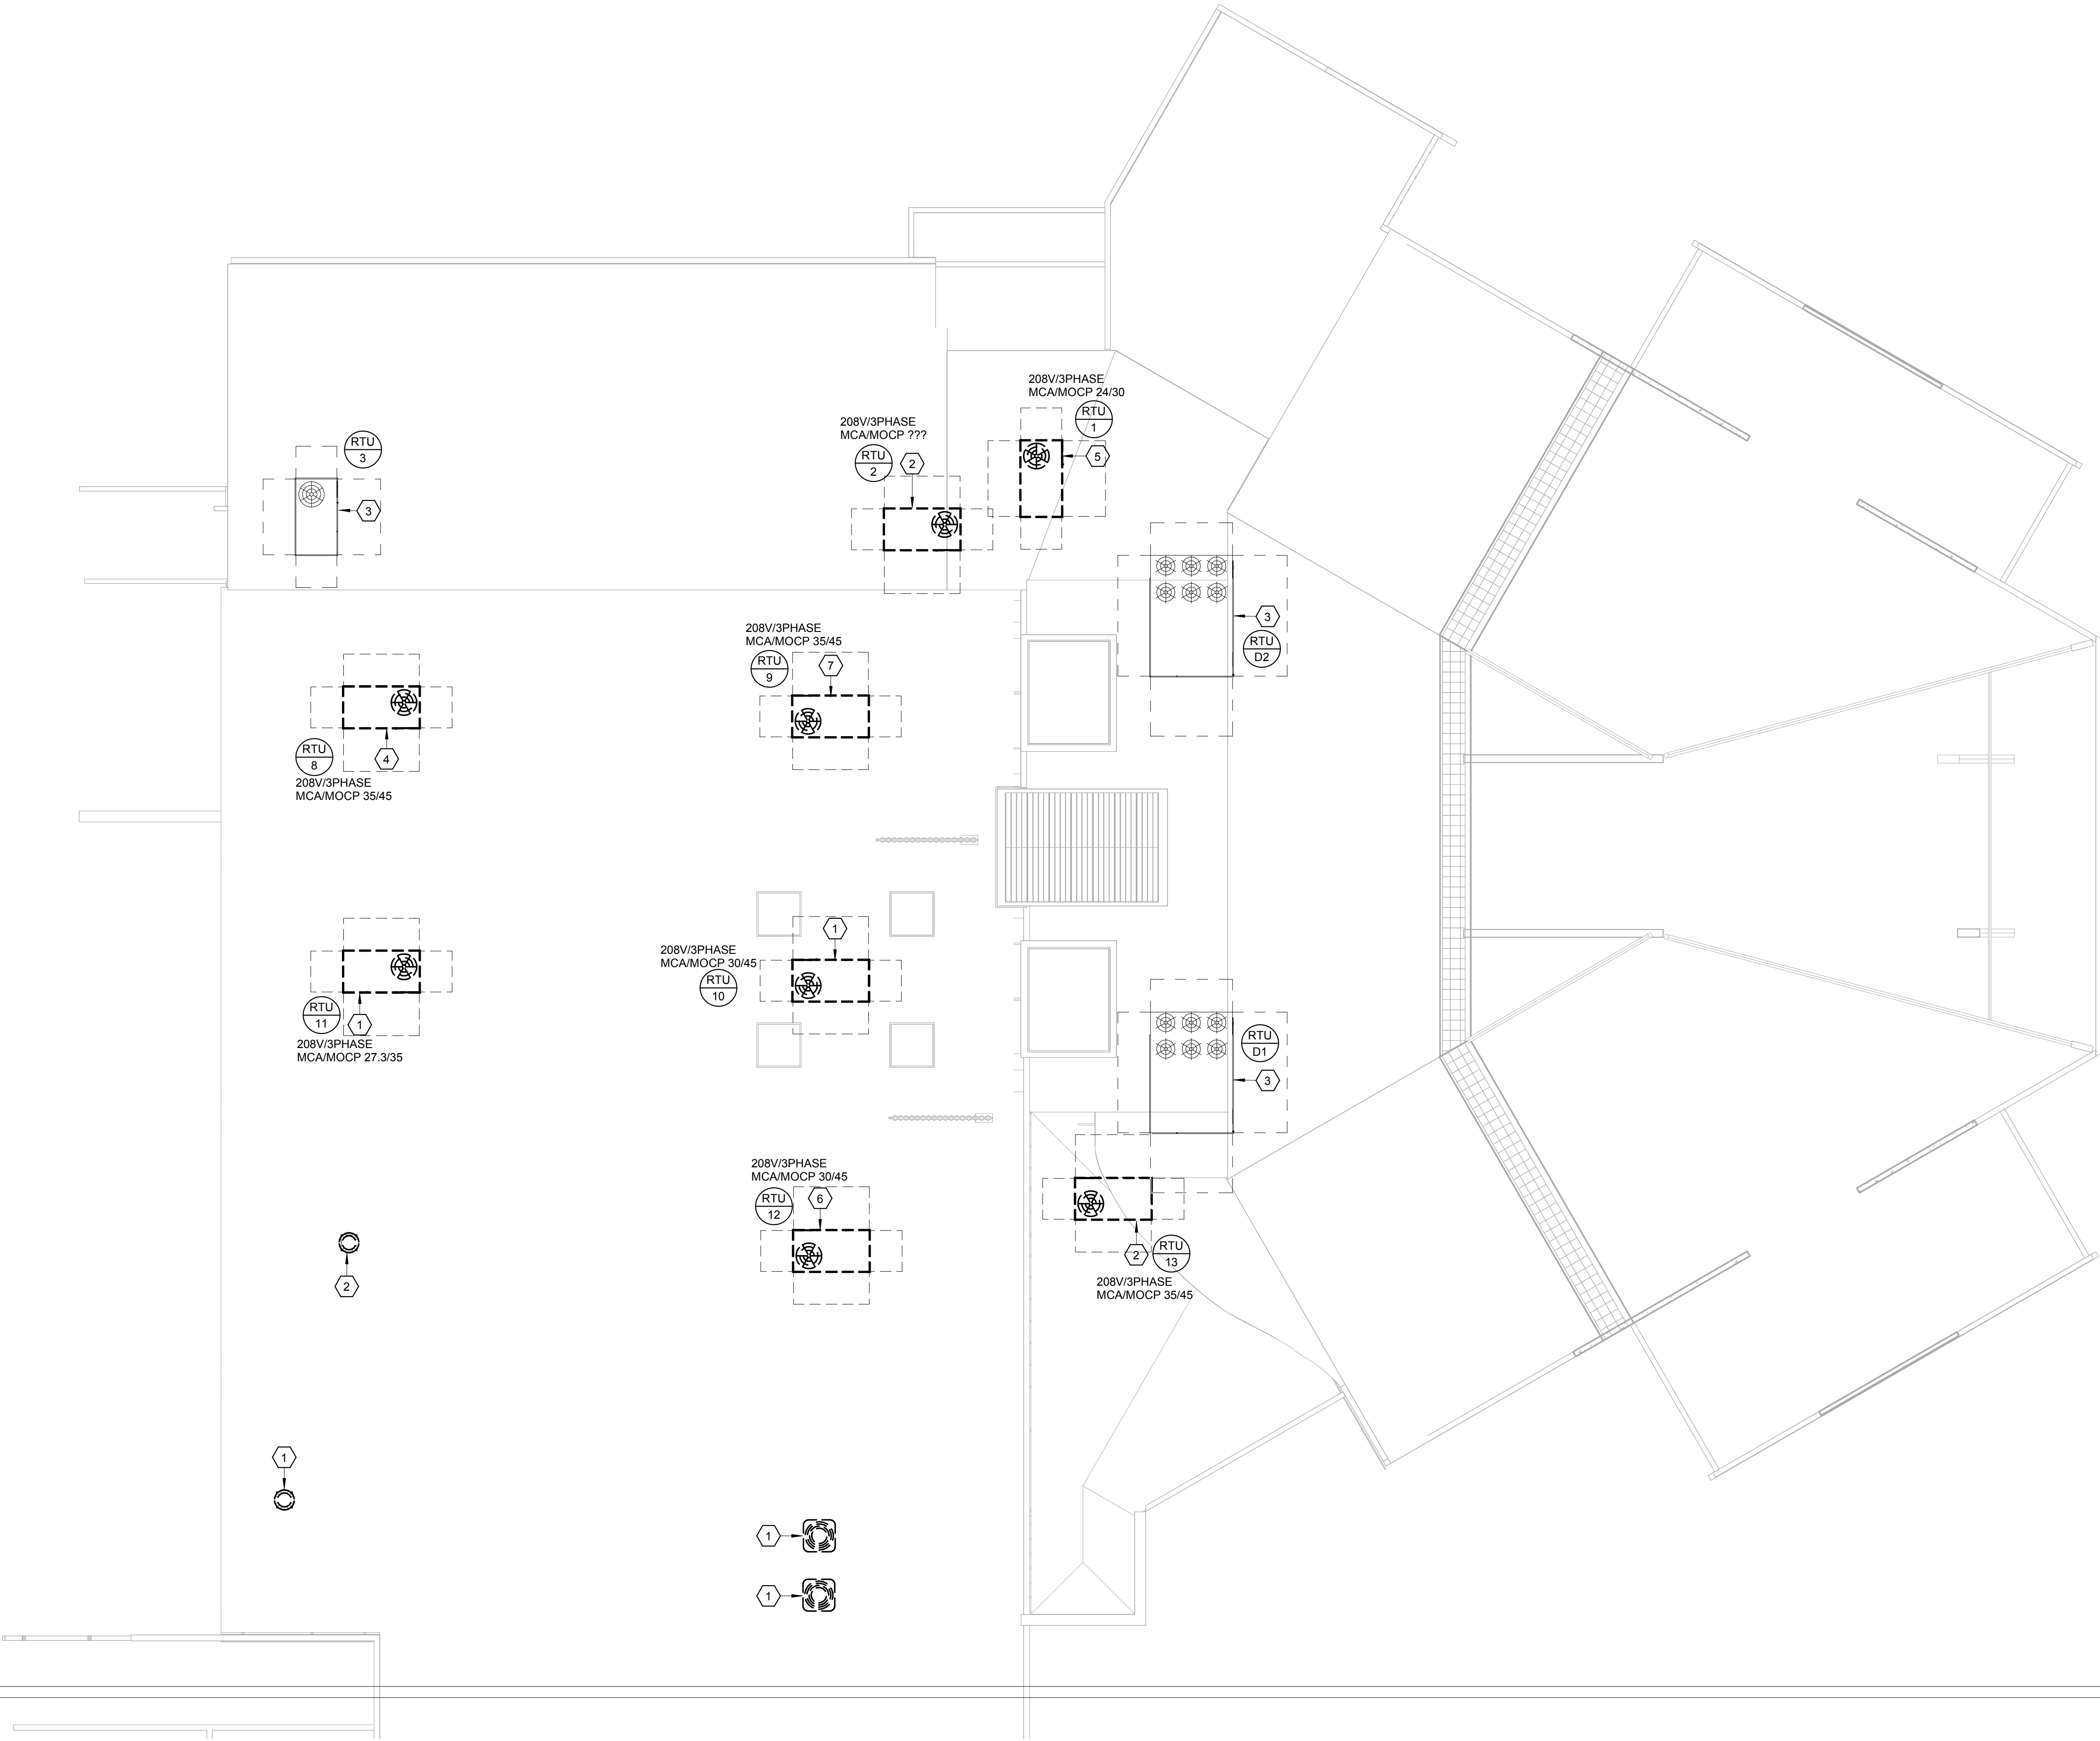 208V/3PHASE
MCA/MOCP 24/30
RTU
1
5
208V/3PHASE
MCA/MOCP ???
RTU
2
2
RTU
3
3
3
RTU
D2
208V/3PHASE
MCA/MOCP 35/45
RTU
9
7
RTU
8
4
208V/3PHASE
MCA/MOCP 35/45
208V/3PHASE
MCA/MOCP 30/45
RTU
10
1
RTU
11
1
208V/3PHASE
MCA/MOCP 27.3/35
RTU
D1
3
208V/3PHASE
MCA/MOCP 30/45
RTU
12
6
2
RTU
13
208V/3PHASE
MCA/MOCP 35/45
2
1
1
1